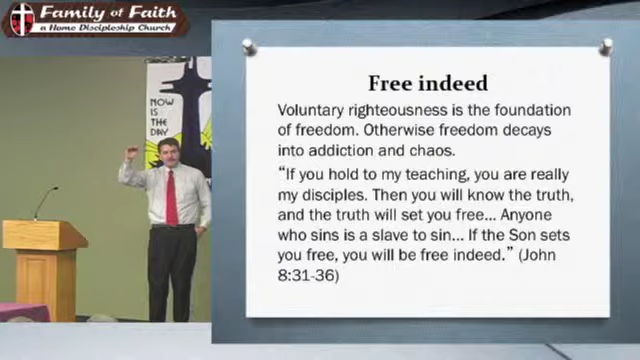 Family of Faith
a Home Discipleship Church
NOW
IS
THE
DAY
Free indeed
Voluntary righteousness is the foundation
of freedom. Otherwise freedom decays
into addiction and chaos.
“If you hold to my teaching, you are really
my disciples. Then you will know the truth,
and the truth will set you free... Anyone
who sins is a slave to sin... If the Son sets
you free, you will be free indeed.” (John
8:31-36)